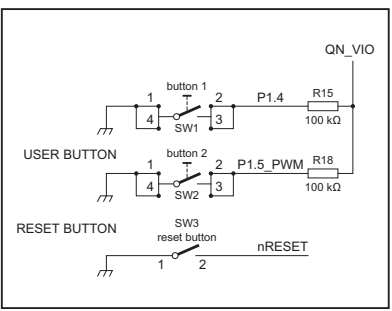 QN_VIO
button 1
1 2 P1.4 R15
4 3
SW1 100 kΩ
USER BUTTON
button 2
1 2 P1.5_PWM R18
4 3
SW2 100 kΩ
RESET BUTTON
SW3
reset button
nRESET
1 2